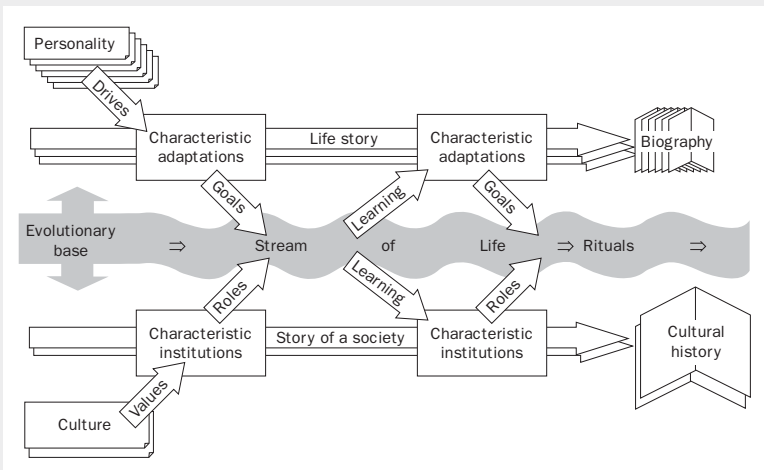 Personality
Drives
Characteristic
adaptations
Life story
Characteristic
adaptations
Biography
Goals
Learning
Goals
Evolutionary
base
⇒ Stream of Life ⇒ Rituals ⇒
Roles
Learning
Roles
Characteristic
institutions
Story of a society
Characteristic
institutions
Cultural
history
Values
Culture